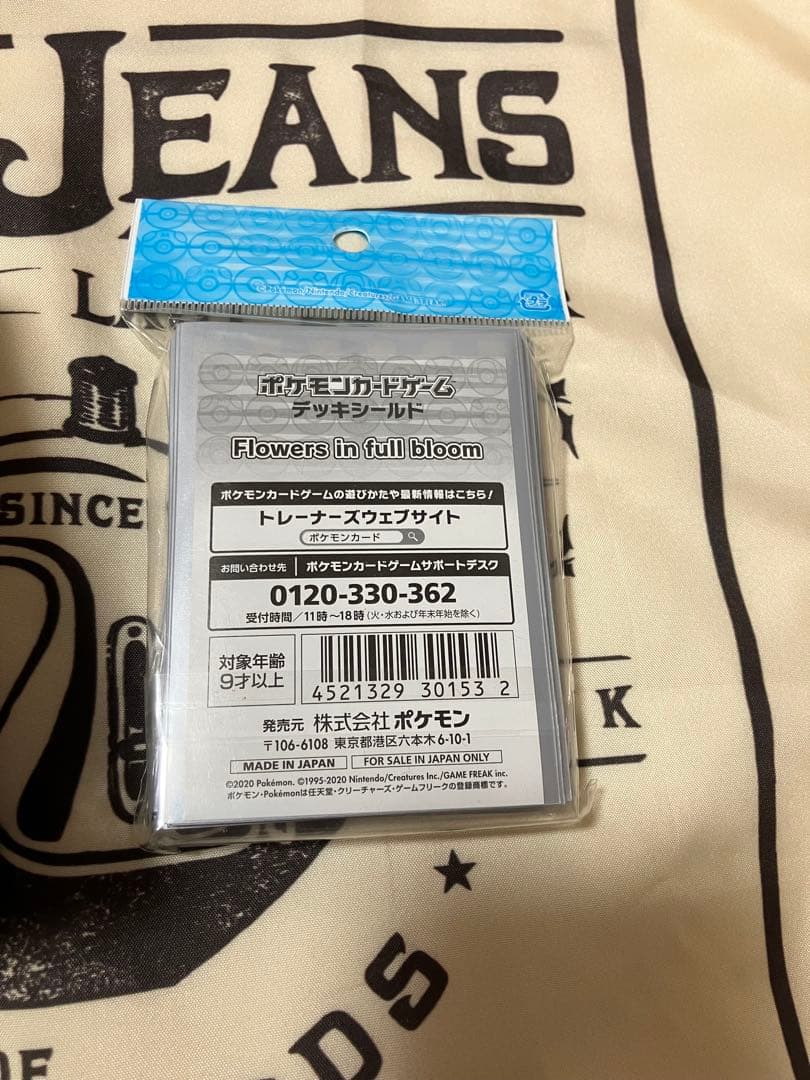 JEANS
©Pokémon/Nintendo/Creatures/GAME FREAK
プラ
SINCE
ポケモンカードゲーム
デッキシールド
Flowers in full bloom
ポケモンカードゲームの遊びかたや最新情報はこちら!
トレーナーズウェブサイト
ポケモンカード
お問い合わせ先 ポケモンカードゲームサポートデスク
0120-330-362
受付時間/11時~18時(火・水および年末年始を除く)
対象年齢
9才以上
4521329 30153 2
発売元 株式会社ポケモン
〒106-6108 東京都港区六本木6-10-1
MADE IN JAPAN FOR SALE IN JAPAN ONLY
©2020 Pokémon. ©1995-2020 Nintendo/Creatures Inc./GAME FREAK inc.
ポケモン・Pokémonは任天堂・クリーチャーズ・ゲームフリークの登録商標です。
K
OF
DS